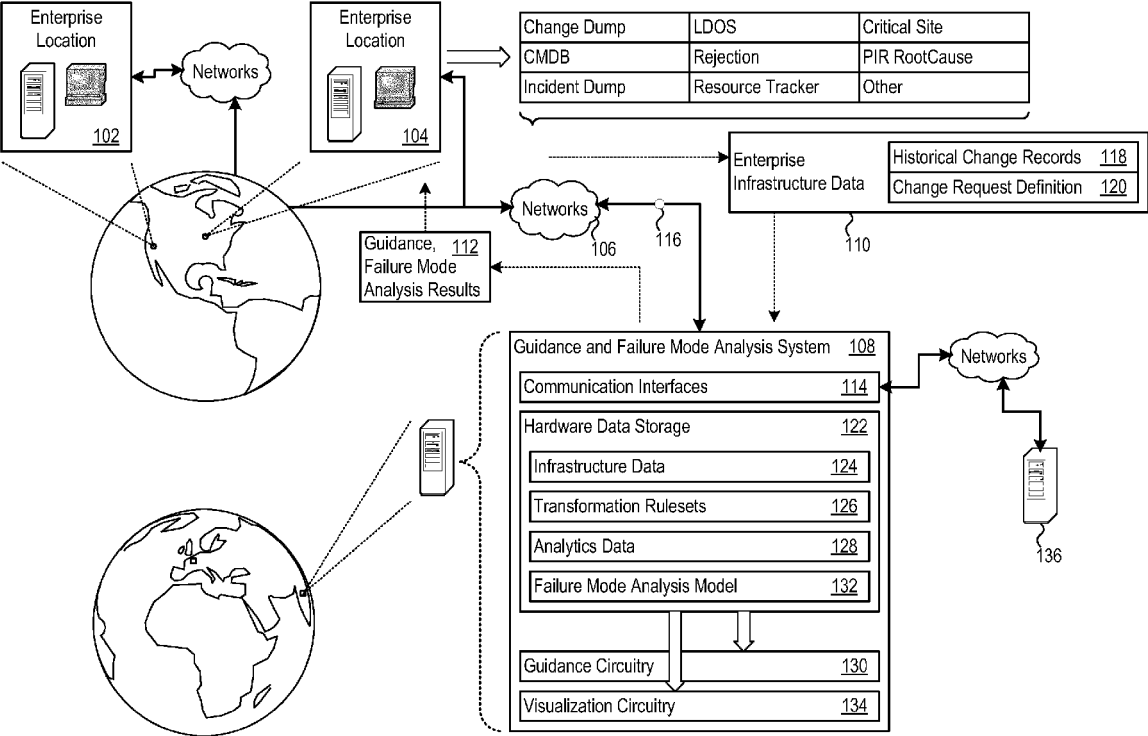 Enterprise
Location
102
Networks
Enterprise
Location
104
Change Dump LDOS Critical Site
CMDB Rejection PIR RootCause
Incident Dump Resource Tracker Other
Enterprise
Infrastructure Data
Historical Change Records 118
Change Request Definition 120
110
Networks
106
116
Guidance, 112
Failure Mode
Analysis Results
Guidance and Failure Mode Analysis System 108
Communication Interfaces 114
Hardware Data Storage 122
Infrastructure Data 124
Transformation Rulesets 126
Analytics Data 128
Failure Mode Analysis Model 132
Guidance Circuitry 130
Visualization Circuitry 134
Networks
136